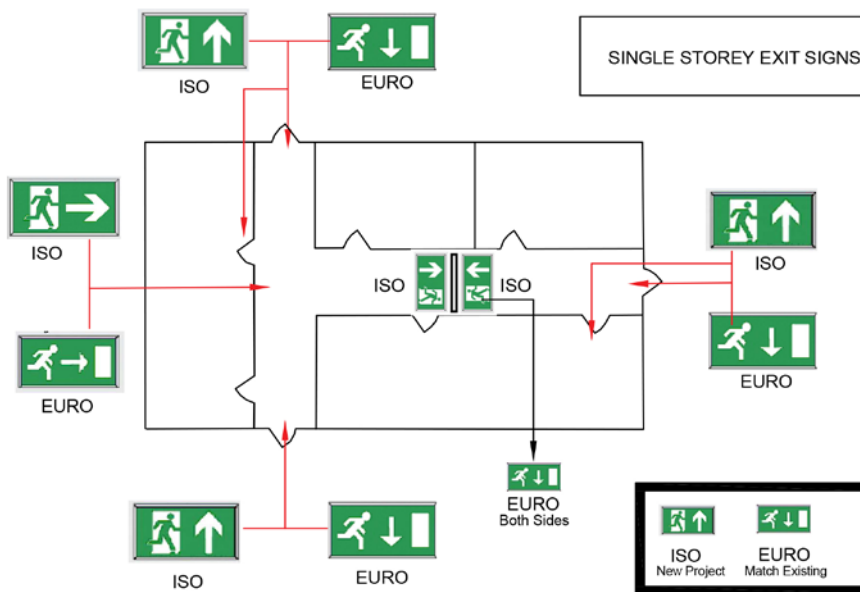 ISO
EURO
SINGLE STOREY EXIT SIGNS
ISO
ISO
ISO
ISO
EURO
EURO
EURO
Both Sides
ISO
EURO
ISO
New Project
EURO
Match Existing